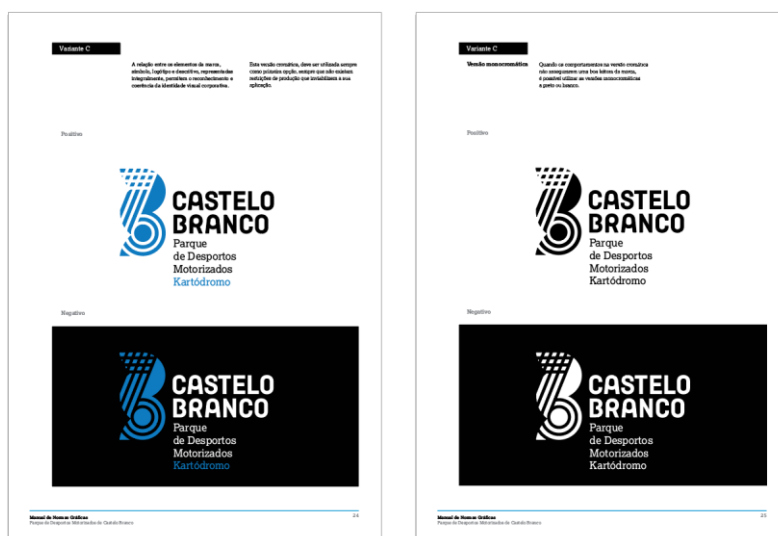 Variante C
A relação entre os elementos da marca,
símbolo, logótipo e descritivo, representadas
integralmente, permitem o reconhecimento e
coerência da identidade visual corporativa.
Esta versão cromática, deve ser utilizada sempre
como primeira opção, sempre que não existam
restrições de produção que inviabilizem a sua
aplicação.
Positivo
CASTELO
BRANCO
Parque
de Desportos
Motorizados
Kartódromo
Negativo
CASTELO
BRANCO
Parque
de Desportos
Motorizados
Kartódromo
Manual de Normas Gráficas
Parque de Desportos Motorizados de Castelo Branco
24
Variante C
Versão monocromática
Quando os comportamentos na versão cromática
não assegurarem uma boa leitura da marca,
é possível utilizar as versões monocromáticas
a preto ou branco.
Positivo
CASTELO
BRANCO
Parque
de Desportos
Motorizados
Kartódromo
Negativo
CASTELO
BRANCO
Parque
de Desportos
Motorizados
Kartódromo
Manual de Normas Gráficas
Parque de Desportos Motorizados de Castelo Branco
25